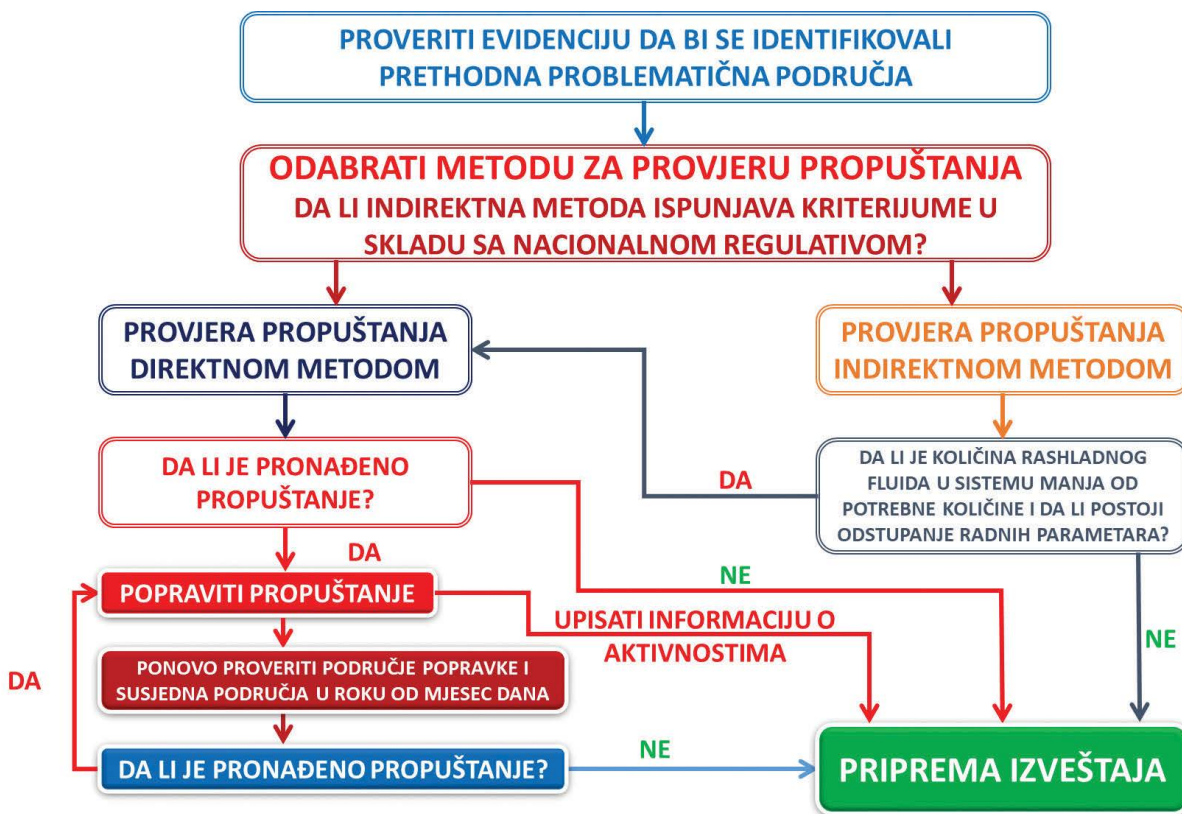 PROVERITI EVIDENCIJU DA BI SE IDENTIFIKOVALI
PRETHODNA PROBLEMATIČNA PODRUČJA
ODABRATI METODU ZA PROVJERU PROPUŠTANJA
DA LI INDIREKTNA METODA ISPUNJAVA KRITERIJUME U
SKLADU SA NACIONALNOM REGULATIVOM?
PROVJERA PROPUŠTANJA
DIREKTNOM METODOM
PROVJERA PROPUŠTANJA
INDIREKTNOM METODOM
DA LI JE PRONAĐENO
PROPUŠTANJE?
DA
DA LI JE KOLIČINA RASHLADNOG
FLUIDA U SISTEMU MANJA OD
POTREBNE KOLIČINE I DA LI POSTOJI
ODSTUPANJE RADNIH PARAMETARA?
DA
NE
POPRAVITI PROPUŠTANJE
UPISATI INFORMACIJU O
AKTIVNOSTIMA
NE
DA
PONOVO PROVERITI PODRUČJE POPRAVKE I
SUSJEDNA PODRUČJA U ROKU OD MJESEC DANA
DA LI JE PRONAĐENO PROPUŠTANJE?
NE
PRIPREMA IZVEŠTAJA